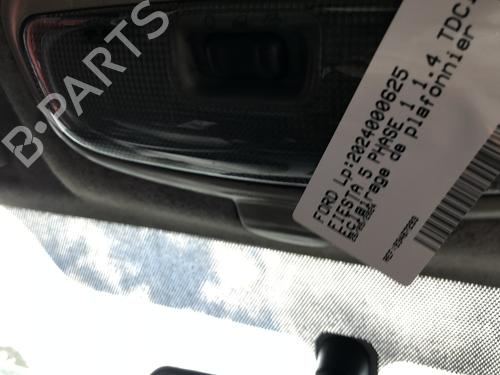 B-PARTS
FORD Lp:2024000625
FIESTA 5 PHASE 1 1.4 TDCI
Eclairage de plafonnier